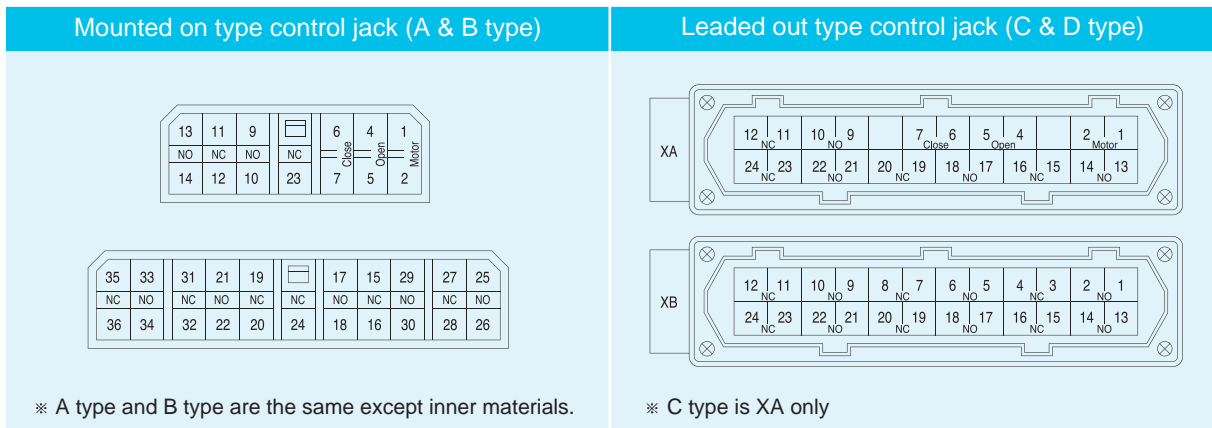 Mounted on type control jack (A & B type)
13 11 9 6 4 1
NO NC NO NC Close Open Motor
14 12 10 23 7 5 2
35 33 31 21 19 17 15 29 27 25
NC NO NC NO NC NC NO NC NO NC NO
36 34 32 22 20 24 18 16 30 28 26
※ A type and B type are the same except inner materials.
Leaded out type control jack (C & D type)
XA
12 11 10 9 7 6 5 4 2 1
NC NO Close Open Motor
24 23 22 21 20 19 18 17 16 15 14 13
NC NO NC NO NC NO
XB
12 11 10 9 8 7 6 5 4 3 2 1
NC NO NC NO NC NO
24 23 22 21 20 19 18 17 16 15 14 13
NC NO NC NO NC NO
※ C type is XA only